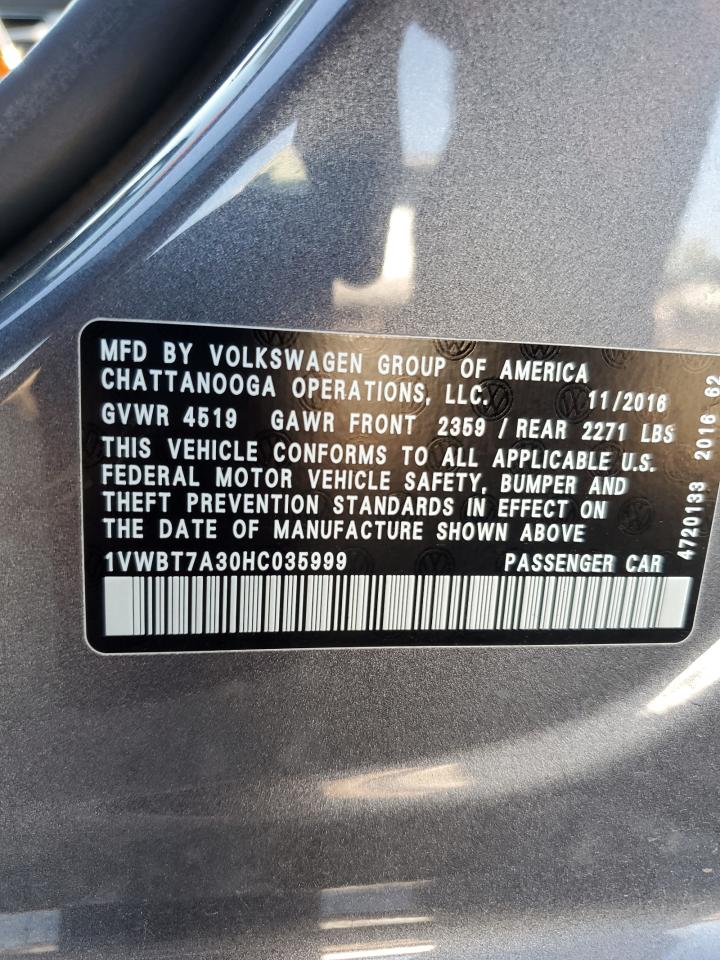 MFD BY VOLKSWAGEN GROUP OF AMERICA
CHATTANOOGA OPERATIONS, LLC. 11/2016
GVWR 4519 GAWR FRONT 2359 / REAR 2271 LBS
THIS VEHICLE CONFORMS TO ALL APPLICABLE U.S.
FEDERAL MOTOR VEHICLE SAFETY, BUMPER AND
THEFT PREVENTION STANDARDS IN EFFECT ON
THE DATE OF MANUFACTURE SHOWN ABOVE
1VWBT7A30HC035999 PASSENGER CAR
4720133 2016 62